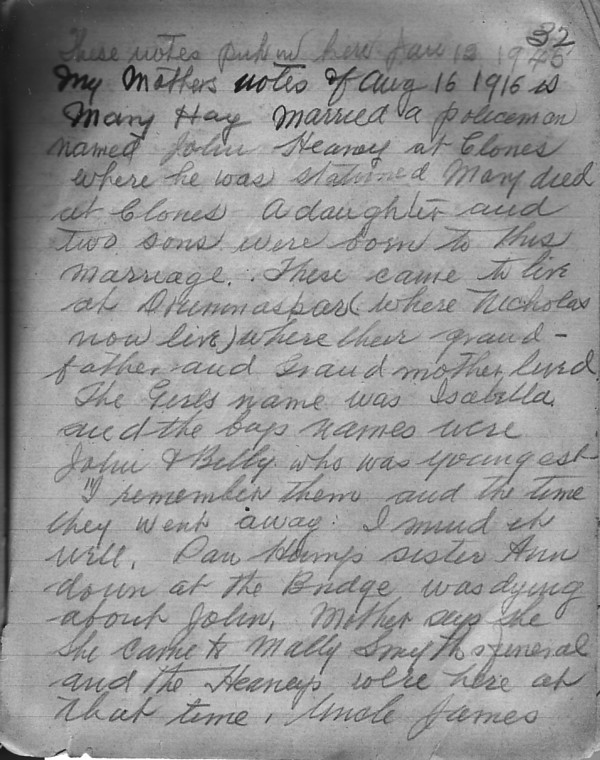 32
These notes put in here Jan 12 1945
My Mothers notes of Aug 16 1916 is
Mary Hay married a policeman
named John Heaney at Clones
where he was stationed Mary died
at Clones A daughter and
two sons were born to this
marriage. These came to live
at Drumnaspar (where Nicholas
now live) where their grand-
father and Grand mother lived
The Girls name was Isabella
and the boys names were
John & Billy who was youngest
"I remember them and the time
they went away. I mind it
well. Dan Hamps sister Ann
down at the Bridge was dying
about John. Mother says she
She came to Mally Smyths funeral
and the Heaneys were here at
that time. Uncle James